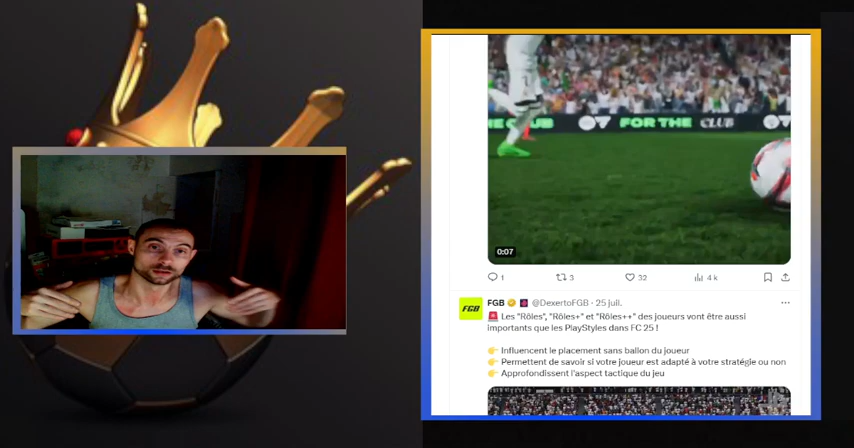 FOR THE CLUB
0:07
1
3
32
4 k
FGB @DexertoFGB · 25 juil.
FGB
🚨 Les "Rôles", "Rôles+" et "Rôles++" des joueurs vont être aussi
importants que les PlayStyles dans FC 25 !
👉 Influencent le placement sans ballon du joueur
👉 Permettent de savoir si votre joueur est adapté à votre stratégie ou non
👉 Approfondissent l'aspect tactique du jeu